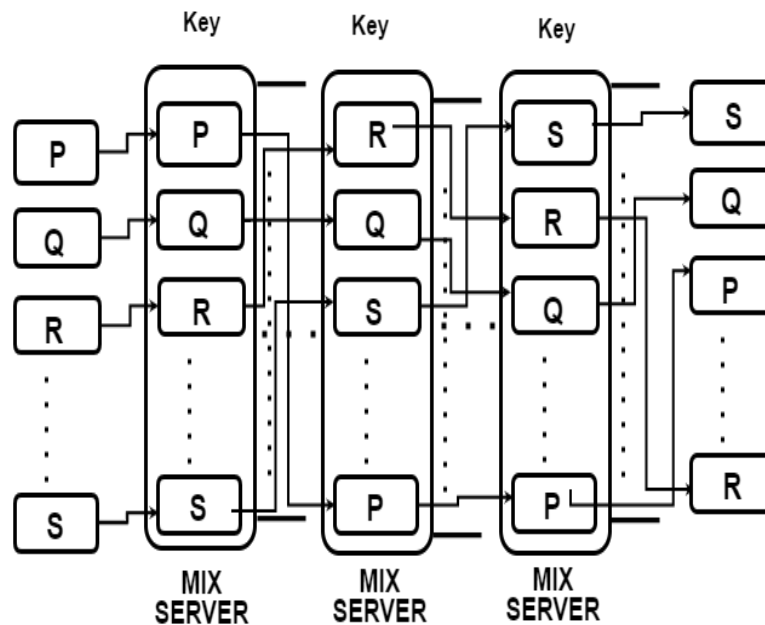 Key Key Key
P P R S S
Q Q Q R Q
R R S Q P
S S P P R
MIX MIX MIX
SERVER SERVER SERVER